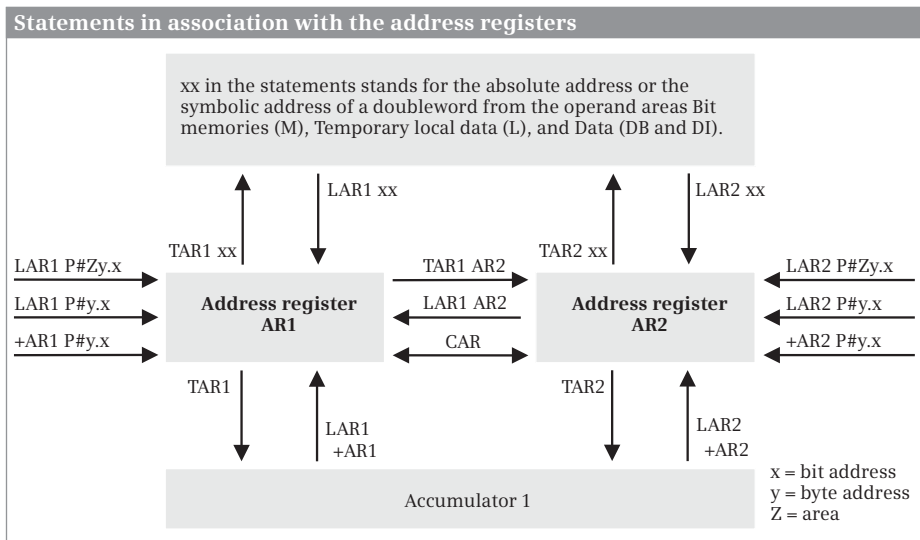 Statements in association with the address registers
xx in the statements stands for the absolute address or the
symbolic address of a doubleword from the operand areas Bit
memories (M), Temporary local data (L), and Data (DB and DI).
LAR1 xx
LAR2 xx
TAR1 xx
TAR2 xx
LAR1 P#Zy.x
TAR1 AR2
LAR2 P#Zy.x
Address register
AR1
Address register
AR2
LAR1 P#y.x
LAR1 AR2
LAR2 P#y.x
+AR1 P#y.x
CAR
+AR2 P#y.x
TAR1
LAR1
+AR1
TAR2
LAR2
+AR2
Accumulator 1
x = bit address
y = byte address
Z = area